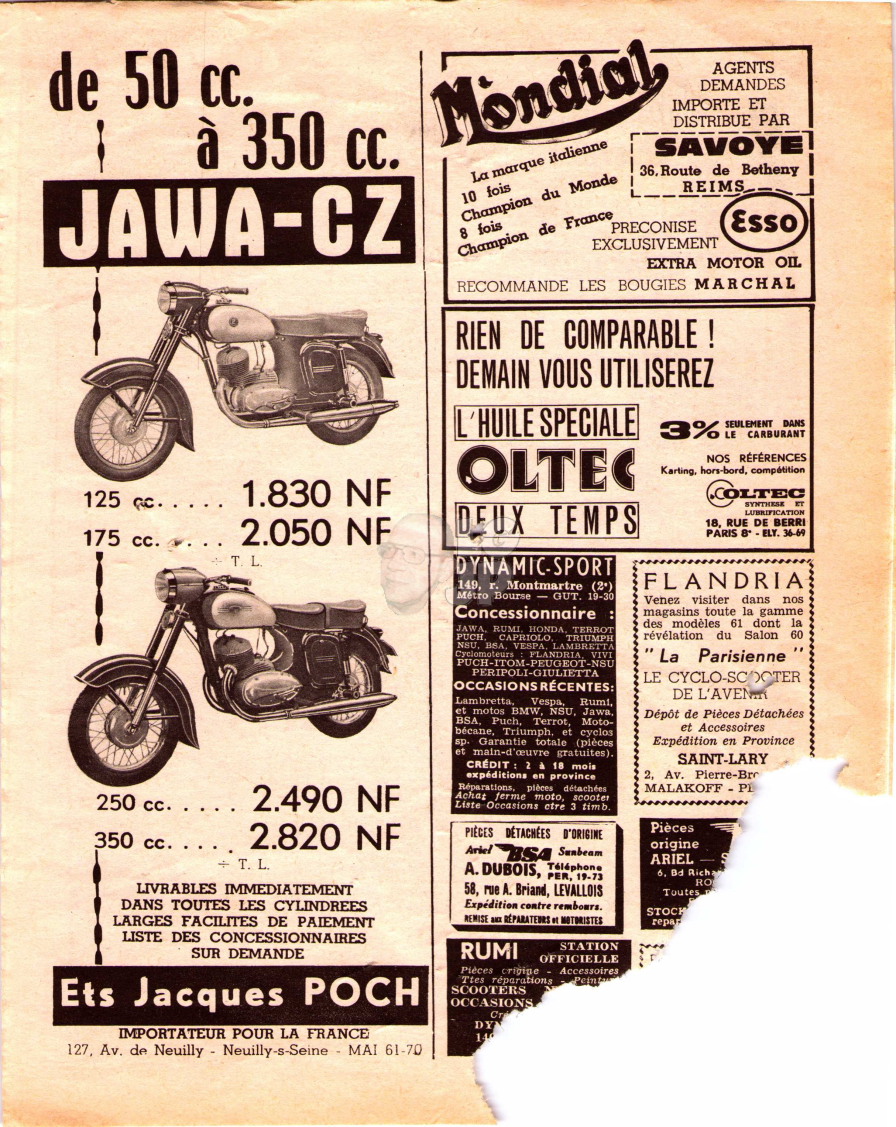 de 50 cc.
à 350 cc.
JAWA-CZ
125 cc. . . . . . 1.830 NF
175 cc. . . . . . 2.050 NF
÷ T. L.
250 cc. . . . . . 2.490 NF
350 cc. . . . . . 2.820 NF
÷ T. L.
LIVRABLES IMMEDIATEMENT
DANS TOUTES LES CYLINDREES
LARGES FACILITES DE PAIEMENT
LISTE DES CONCESSIONNAIRES
SUR DEMANDE
Ets Jacques POCH
IMPORTATEUR POUR LA FRANCE
127, Av. de Neuilly - Neuilly-s-Seine - MAI 61-70
Mondial
AGENTS
DEMANDES
IMPORTE ET
DISTRIBUE PAR
SAVOYE
36, Route de Betheny
REIMS
La marque italienne
10 fois
Champion du Monde
8 fois
Champion de France
PRECONISE
EXCLUSIVEMENT
Esso
EXTRA MOTOR OIL
RECOMMANDE LES BOUGIES MARCHAL
RIEN DE COMPARABLE !
DEMAIN VOUS UTILISEREZ
L'HUILE SPECIALE
OLTEC
DEUX TEMPS
3% SEULEMENT DANS
LE CARBURANT
NOS RÉFÉRENCES
Karting, hors-bord, compétition
OLTEC
SYNTHESE ET
LUBRIFICATION
18, RUE DE BERRI
PARIS 8e - ELY. 36-69
DYNAMIC-SPORT
149, r. Montmartre (2e)
Métro Bourse — GUT. 19-30
Concessionnaire :
JAWA, RUMI, HONDA, TERROT
PUCH, CAPRIOLO, TRIUMPH
NSU, BSA, VESPA, LAMBRETTA
Cyclomoteurs : FLANDRIA, VIVI
PUCH-ITOM-PEUGEOT-NSU
PERIPOLI-GIULIETTA
OCCASIONS RÉCENTES:
Lambretta, Vespa, Rumi,
et motos BMW, NSU, Jawa,
BSA, Puch, Terrot, Moto-
bécane, Triumph, et cyclos
sp. Garantie totale (pièces
et main-d'œuvre gratuites).
CRÉDIT : 2 à 18 mois
expéditions en province
Réparations, pièces détachées
Achat ferme moto, scooter
Liste Occasions ctre 3 timb.
FLANDRIA
Venez visiter dans nos
magasins toute la gamme
des modèles 61 dont la
révélation du Salon 60
" La Parisienne "
LE CYCLO-SCOOTER
DE L'AVENIR
Dépôt de Pièces Détachées
et Accessoires
Expédition en Province
SAINT-LARY
2, Av. Pierre-Bro
MALAKOFF - P
PIÈCES DÉTACHÉES D'ORIGINE
Ariel BSA Sunbeam
A. DUBOIS, Téléphone
PER, 19-73
58, rue A. Briand, LEVALLOIS
Expédition contre rembours.
REMISE aux RÉPARATEURS et MOTORISTES
Pièces
origine
ARIEL — S
6, Bd Richa
RO
Toutes p
STOCK
repar
RUMI STATION
OFFICIELLE
Pièces origine - Accessoires
Ttes réparations - Peintu
SCOOTERS N
OCCASIONS
Cré
DYN
14